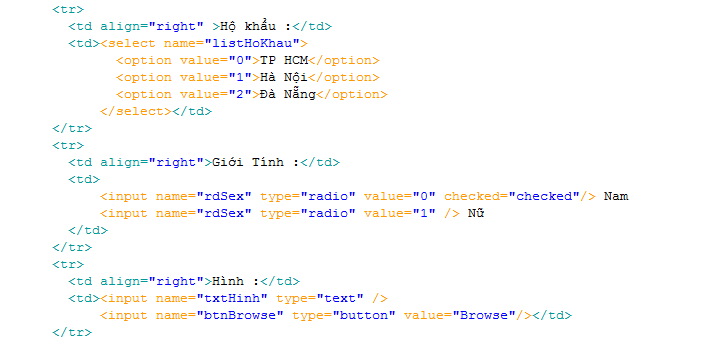 <tr>
<td align="right" >Hộ khẩu :</td>
<td><select name="listHoKhau">
<option value="0">TP HCM</option>
<option value="1">Hà Nội</option>
<option value="2">Đà Nẵng</option>
</select></td>
</tr>
<tr>
<td align="right">Giới Tính :</td>
<td>
<input name="rdSex" type="radio" value="0" checked="checked"/> Nam
<input name="rdSex" type="radio" value="1" /> Nữ
</td>
</tr>
<tr>
<td align="right">Hình :</td>
<td><input name="txtHinh" type="text" />
<input name="btnBrowse" type="button" value="Browse"/></td>
</tr>